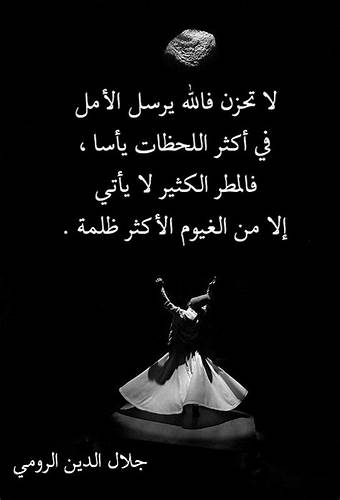 لا تحزن فالله يرسل الأمل
في أكثر اللحظات يأسا ،
فالمطر الكثير لا يأتي
إلا من الغيوم الأكثر ظلمة .
جلال الدين الرومي